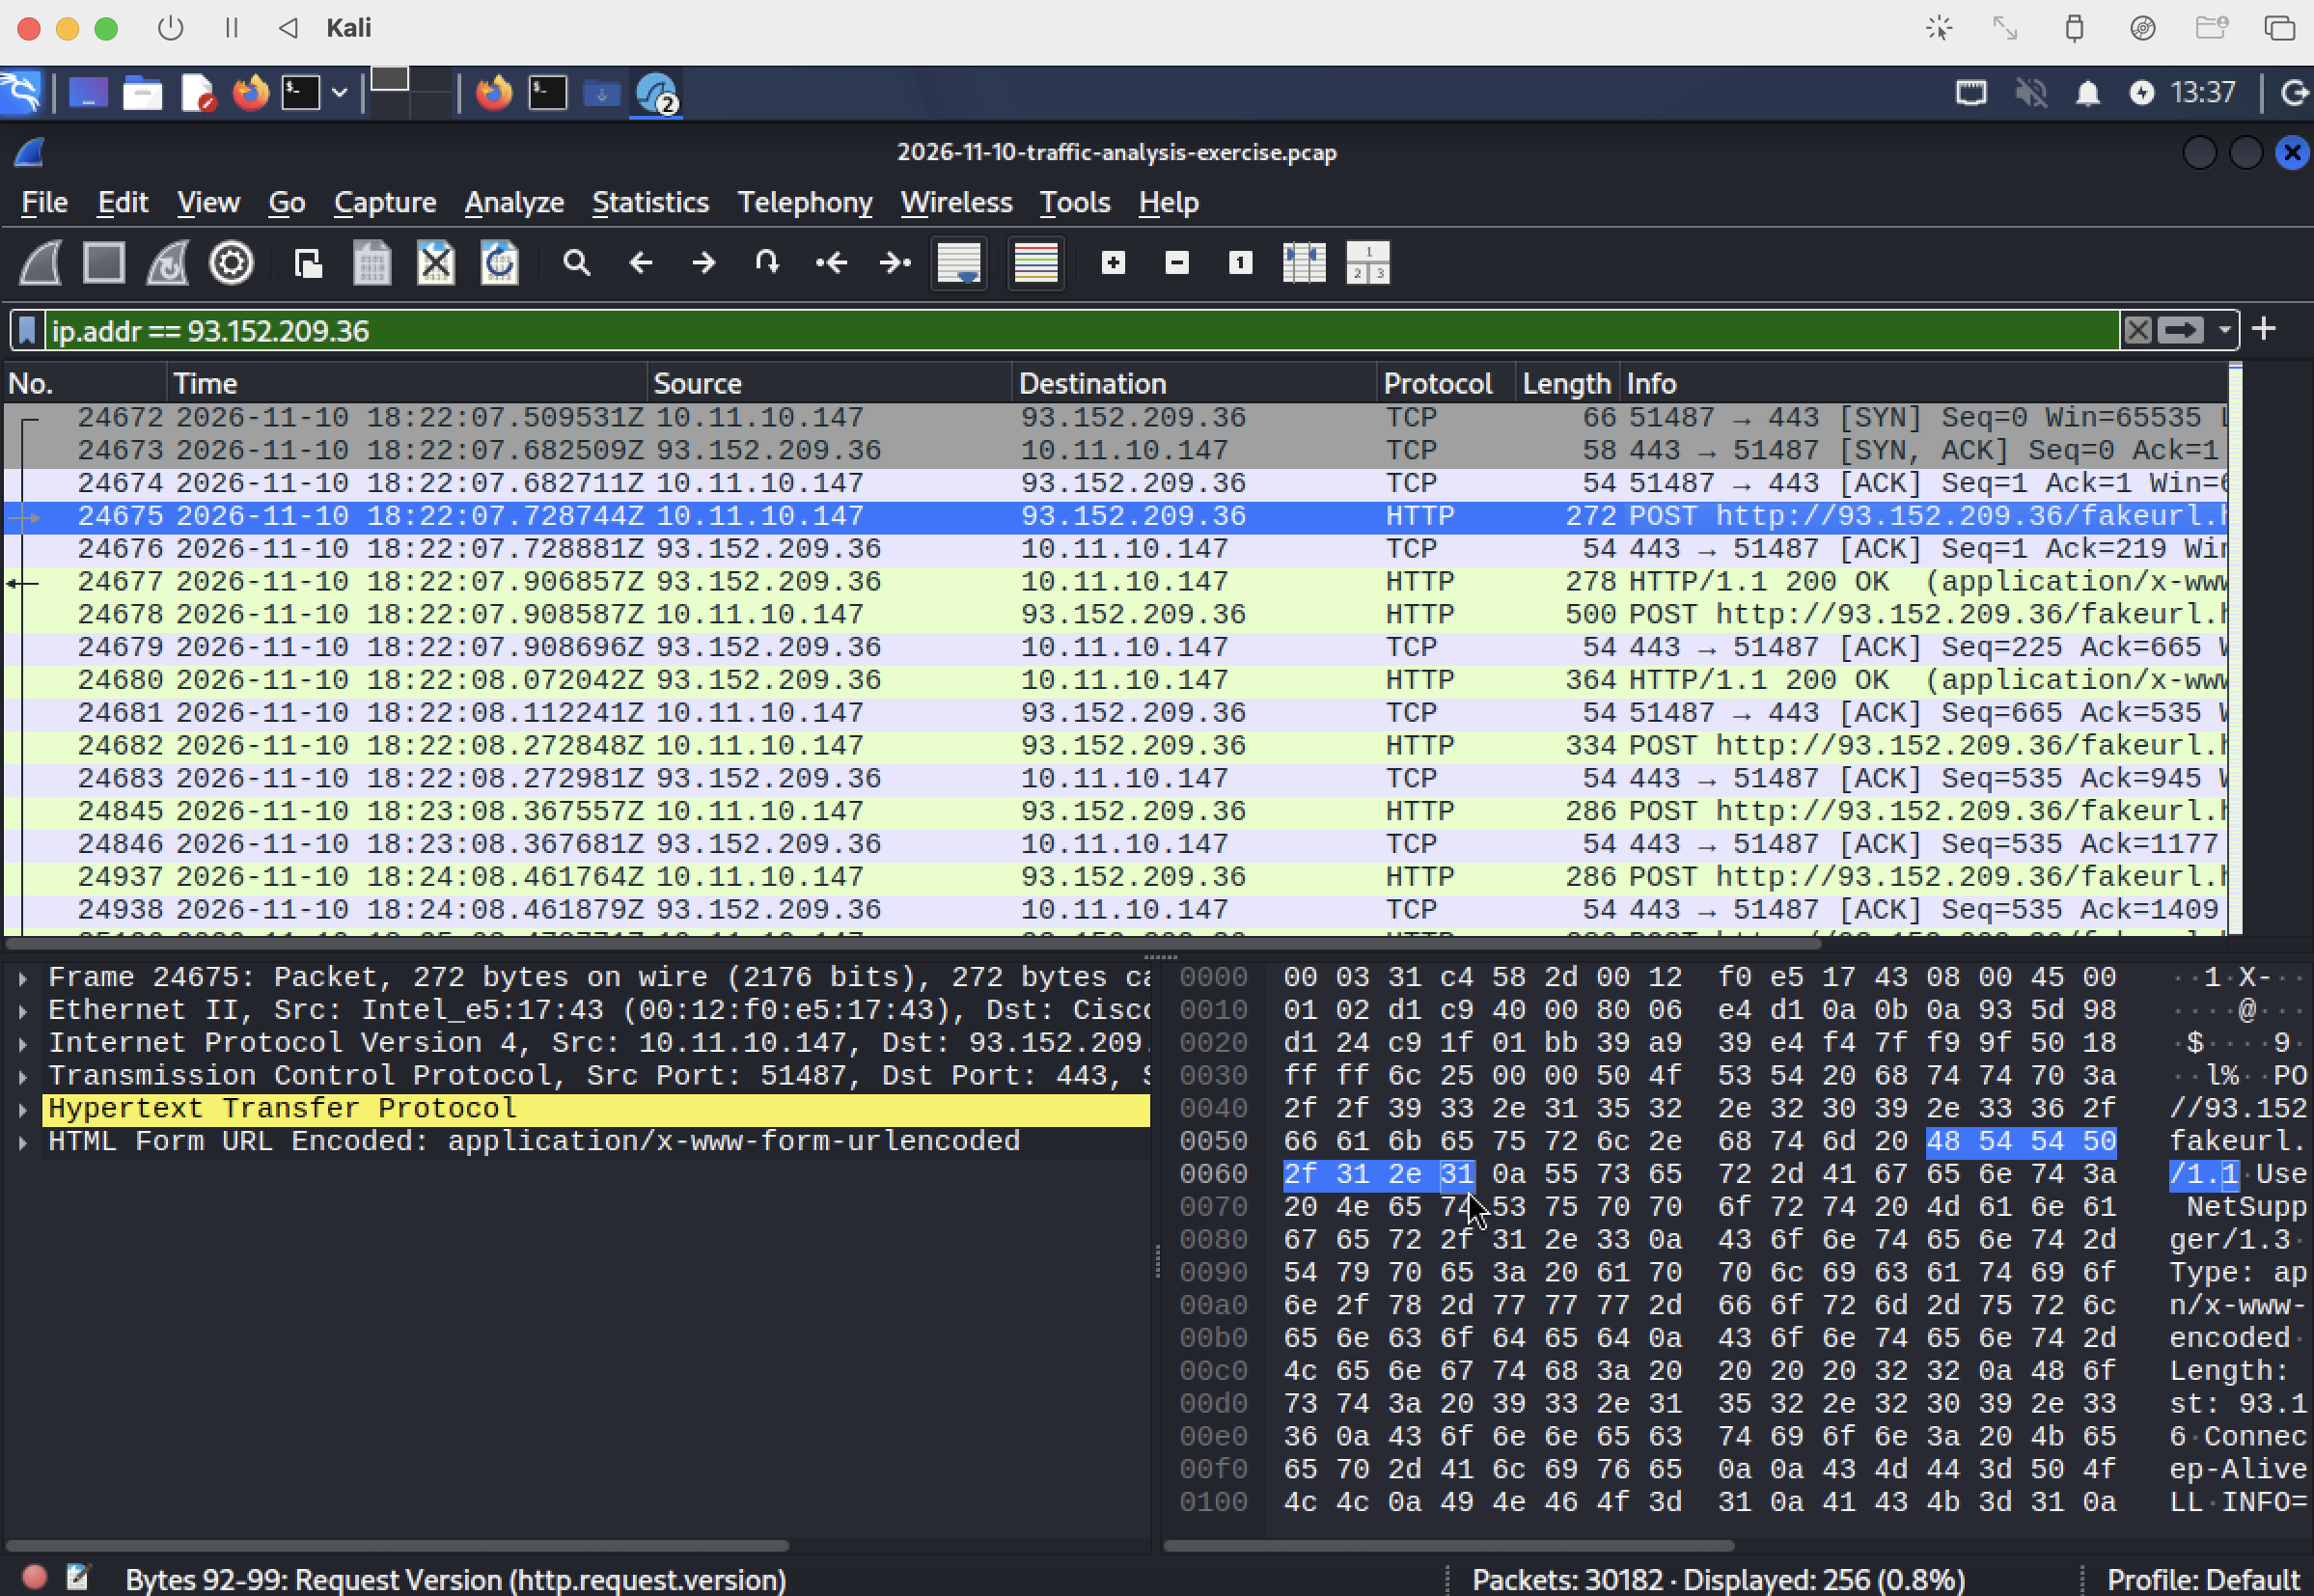 Kali
2
13:37
2026-11-10-traffic-analysis-exercise.pcap
File Edit View Go Capture Analyze Statistics Telephony Wireless Tools Help
ip.addr == 93.152.209.36
No. Time Source Destination Protocol Length Info
24672 2026-11-10 18:22:07.509531Z 10.11.10.147 93.152.209.36 TCP 66 51487 → 443 [SYN] Seq=0 Win=65535
24673 2026-11-10 18:22:07.682509Z 93.152.209.36 10.11.10.147 TCP 58 443 → 51487 [SYN, ACK] Seq=0 Ack=1
24674 2026-11-10 18:22:07.682711Z 10.11.10.147 93.152.209.36 TCP 54 51487 → 443 [ACK] Seq=1 Ack=1 Win=6
24675 2026-11-10 18:22:07.728744Z 10.11.10.147 93.152.209.36 HTTP 272 POST http://93.152.209.36/fakeurl.h
24676 2026-11-10 18:22:07.728881Z 93.152.209.36 10.11.10.147 TCP 54 443 → 51487 [ACK] Seq=1 Ack=219 Win
24677 2026-11-10 18:22:07.906857Z 93.152.209.36 10.11.10.147 HTTP 278 HTTP/1.1 200 OK (application/x-www
24678 2026-11-10 18:22:07.908587Z 10.11.10.147 93.152.209.36 HTTP 500 POST http://93.152.209.36/fakeurl.h
24679 2026-11-10 18:22:07.908696Z 93.152.209.36 10.11.10.147 TCP 54 443 → 51487 [ACK] Seq=225 Ack=665 W
24680 2026-11-10 18:22:08.072042Z 93.152.209.36 10.11.10.147 HTTP 364 HTTP/1.1 200 OK (application/x-www
24681 2026-11-10 18:22:08.112241Z 10.11.10.147 93.152.209.36 TCP 54 51487 → 443 [ACK] Seq=665 Ack=535 W
24682 2026-11-10 18:22:08.272848Z 10.11.10.147 93.152.209.36 HTTP 334 POST http://93.152.209.36/fakeurl.h
24683 2026-11-10 18:22:08.272981Z 93.152.209.36 10.11.10.147 TCP 54 443 → 51487 [ACK] Seq=535 Ack=945 W
24845 2026-11-10 18:23:08.367557Z 10.11.10.147 93.152.209.36 HTTP 286 POST http://93.152.209.36/fakeurl.h
24846 2026-11-10 18:23:08.367681Z 93.152.209.36 10.11.10.147 TCP 54 443 → 51487 [ACK] Seq=535 Ack=1177
24937 2026-11-10 18:24:08.461764Z 10.11.10.147 93.152.209.36 HTTP 286 POST http://93.152.209.36/fakeurl.h
24938 2026-11-10 18:24:08.461879Z 93.152.209.36 10.11.10.147 TCP 54 443 → 51487 [ACK] Seq=535 Ack=1409
Frame 24675: Packet, 272 bytes on wire (2176 bits), 272 bytes ca
Ethernet II, Src: Intel_e5:17:43 (00:12:f0:e5:17:43), Dst: Cisco
Internet Protocol Version 4, Src: 10.11.10.147, Dst: 93.152.209.
Transmission Control Protocol, Src Port: 51487, Dst Port: 443, S
Hypertext Transfer Protocol
HTML Form URL Encoded: application/x-www-form-urlencoded
0000 00 03 31 c4 58 2d 00 12 f0 e5 17 43 08 00 45 00 ··1·X-··
0010 01 02 d1 c9 40 00 80 06 e4 d1 0a 0b 0a 93 5d 98 ····@···
0020 d1 24 c9 1f 01 bb 39 a9 39 e4 f4 7f f9 9f 50 18 ·$····9·
0030 ff ff 6c 25 00 00 50 4f 53 54 20 68 74 74 70 3a ··l%··PO
0040 2f 2f 39 33 2e 31 35 32 2e 32 30 39 2e 33 36 2f //93.152
0050 66 61 6b 65 75 72 6c 2e 68 74 6d 20 48 54 54 50 fakeurl.
0060 2f 31 2e 31 0a 55 73 65 72 2d 41 67 65 6e 74 3a /1.1·Use
0070 20 4e 65 74 53 75 70 70 6f 72 74 20 4d 61 6e 61 NetSupp
0080 67 65 72 2f 31 2e 33 0a 43 6f 6e 74 65 6e 74 2d ger/1.3·
0090 54 79 70 65 3a 20 61 70 70 6c 69 63 61 74 69 6f Type: ap
00a0 6e 2f 78 2d 77 77 77 2d 66 6f 72 6d 2d 75 72 6c n/x-www-
00b0 65 6e 63 6f 64 65 64 0a 43 6f 6e 74 65 6e 74 2d encoded·
00c0 4c 65 6e 67 74 68 3a 20 20 20 20 32 32 0a 48 6f Length:
00d0 73 74 3a 20 39 33 2e 31 35 32 2e 32 30 39 2e 33 st: 93.1
00e0 36 0a 43 6f 6e 6e 65 63 74 69 6f 6e 3a 20 4b 65 6·Connec
00f0 65 70 2d 41 6c 69 76 65 0a 0a 43 4d 44 3d 50 4f ep-Alive
0100 4c 4c 0a 49 4e 46 4f 3d 31 0a 41 43 4b 3d 31 0a LL·INFO=
Bytes 92-99: Request Version (http.request.version)
Packets: 30182 · Displayed: 256 (0.8%)
Profile: Default